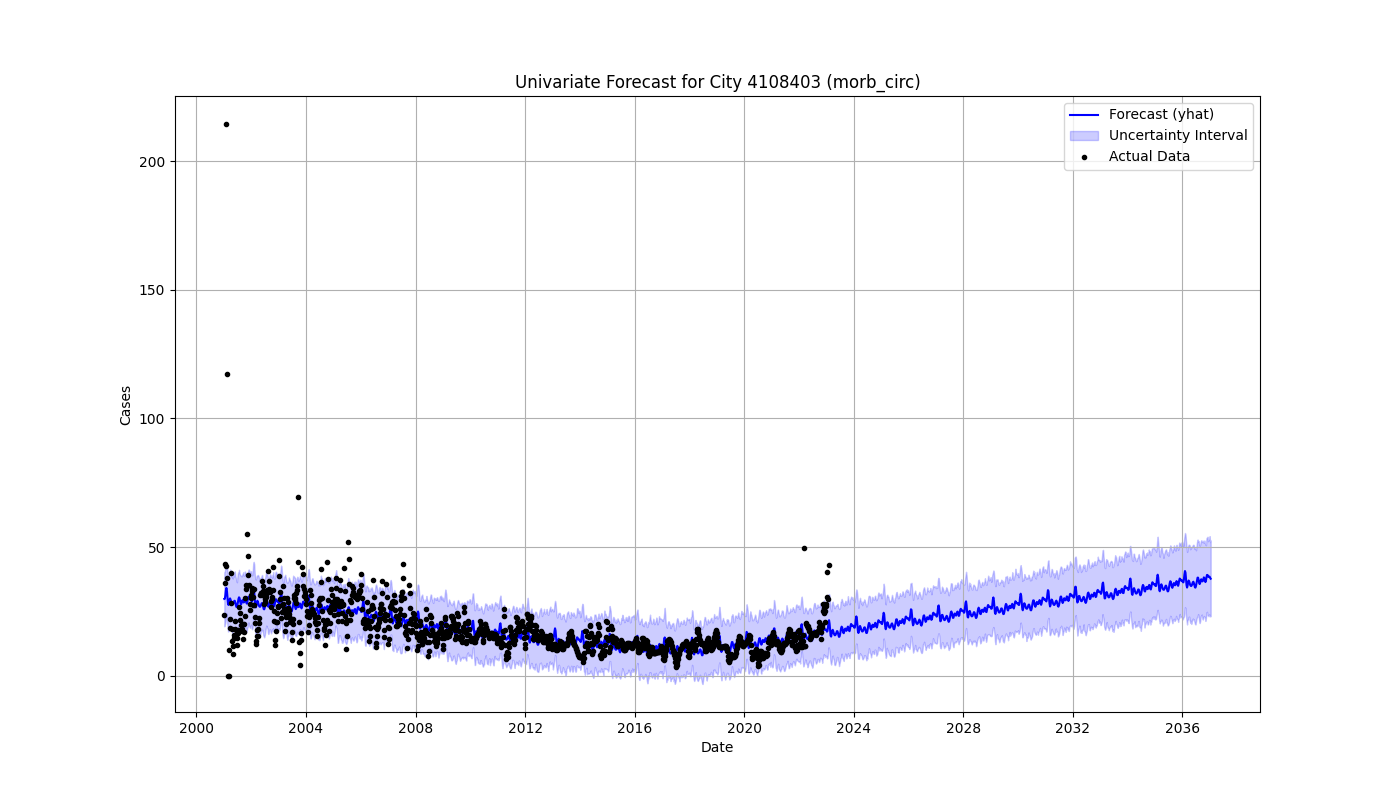 Univariate Forecast for City 4108403 (morb_circ)
Forecast (yhat)
Uncertainty Interval
Actual Data
Cases
200
150
100
50
0
2000 2004 2008 2012 2016 2020 2024 2028 2032 2036
Date